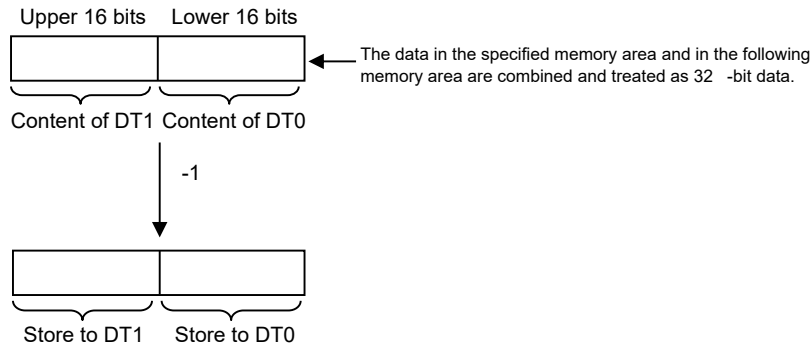 Upper 16 bits Lower 16 bits
The data in the specified memory area and in the following
memory area are combined and treated as 32 -bit data.
Content of DT1 Content of DT0
-1
Store to DT1 Store to DT0